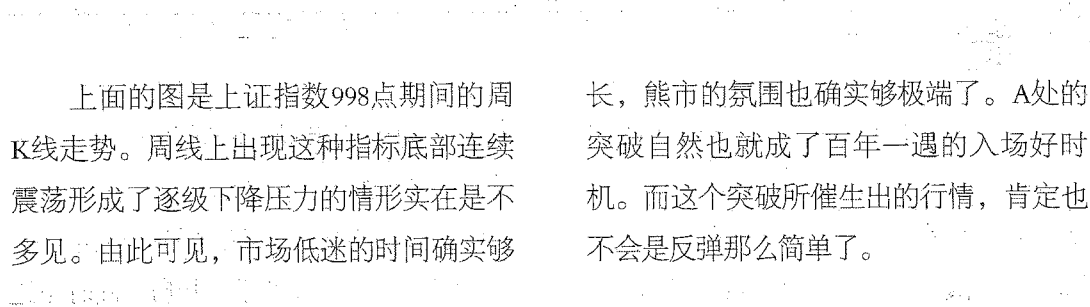 上面的图是上证指数998点期间的周
K线走势。周线上出现这种指标底部连续
震荡形成了逐级下降压力的情形实在是不
多见。由此可见，市场低迷的时间确实够
长，熊市的氛围也确实够极端了。A处的
突破自然也就成了百年一遇的入场好时
机。而这个突破所催生出的行情，肯定也
不会是反弹那么简单了。